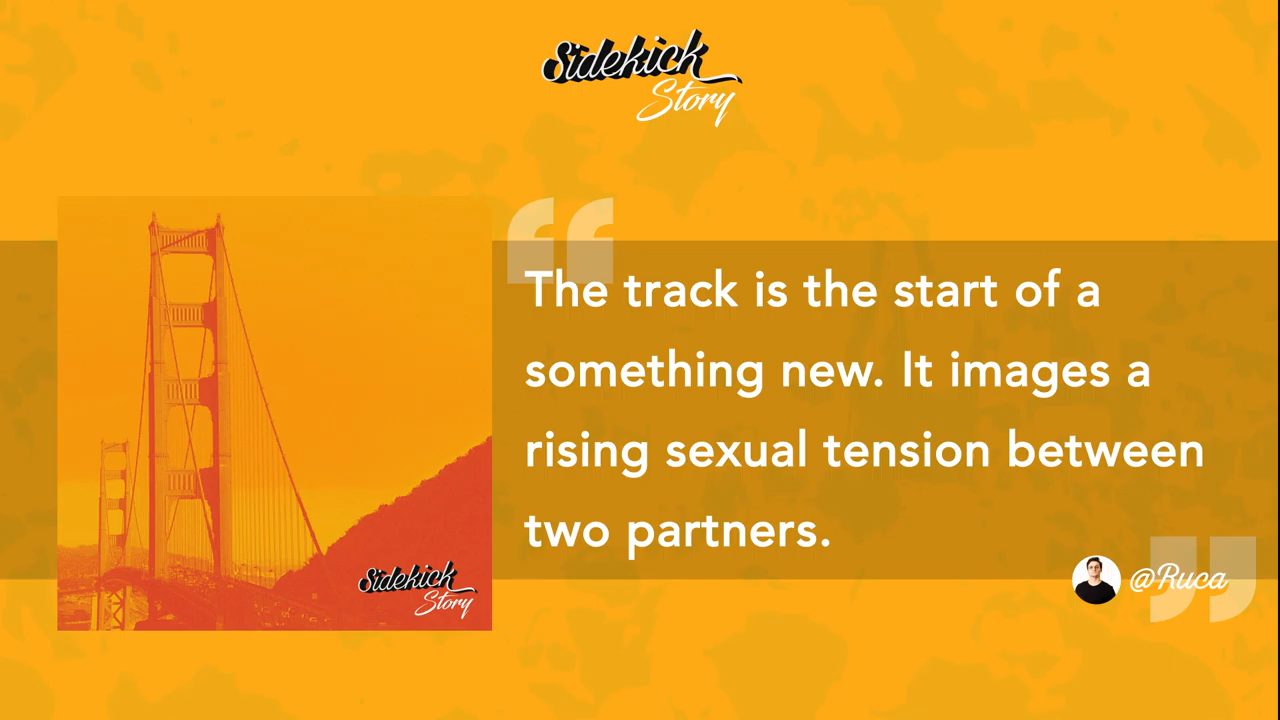 Sidekick
Story
“
The track is the start of a
something new. It images a
rising sexual tension between
two partners.
@Ruca
”
Sidekick
Story